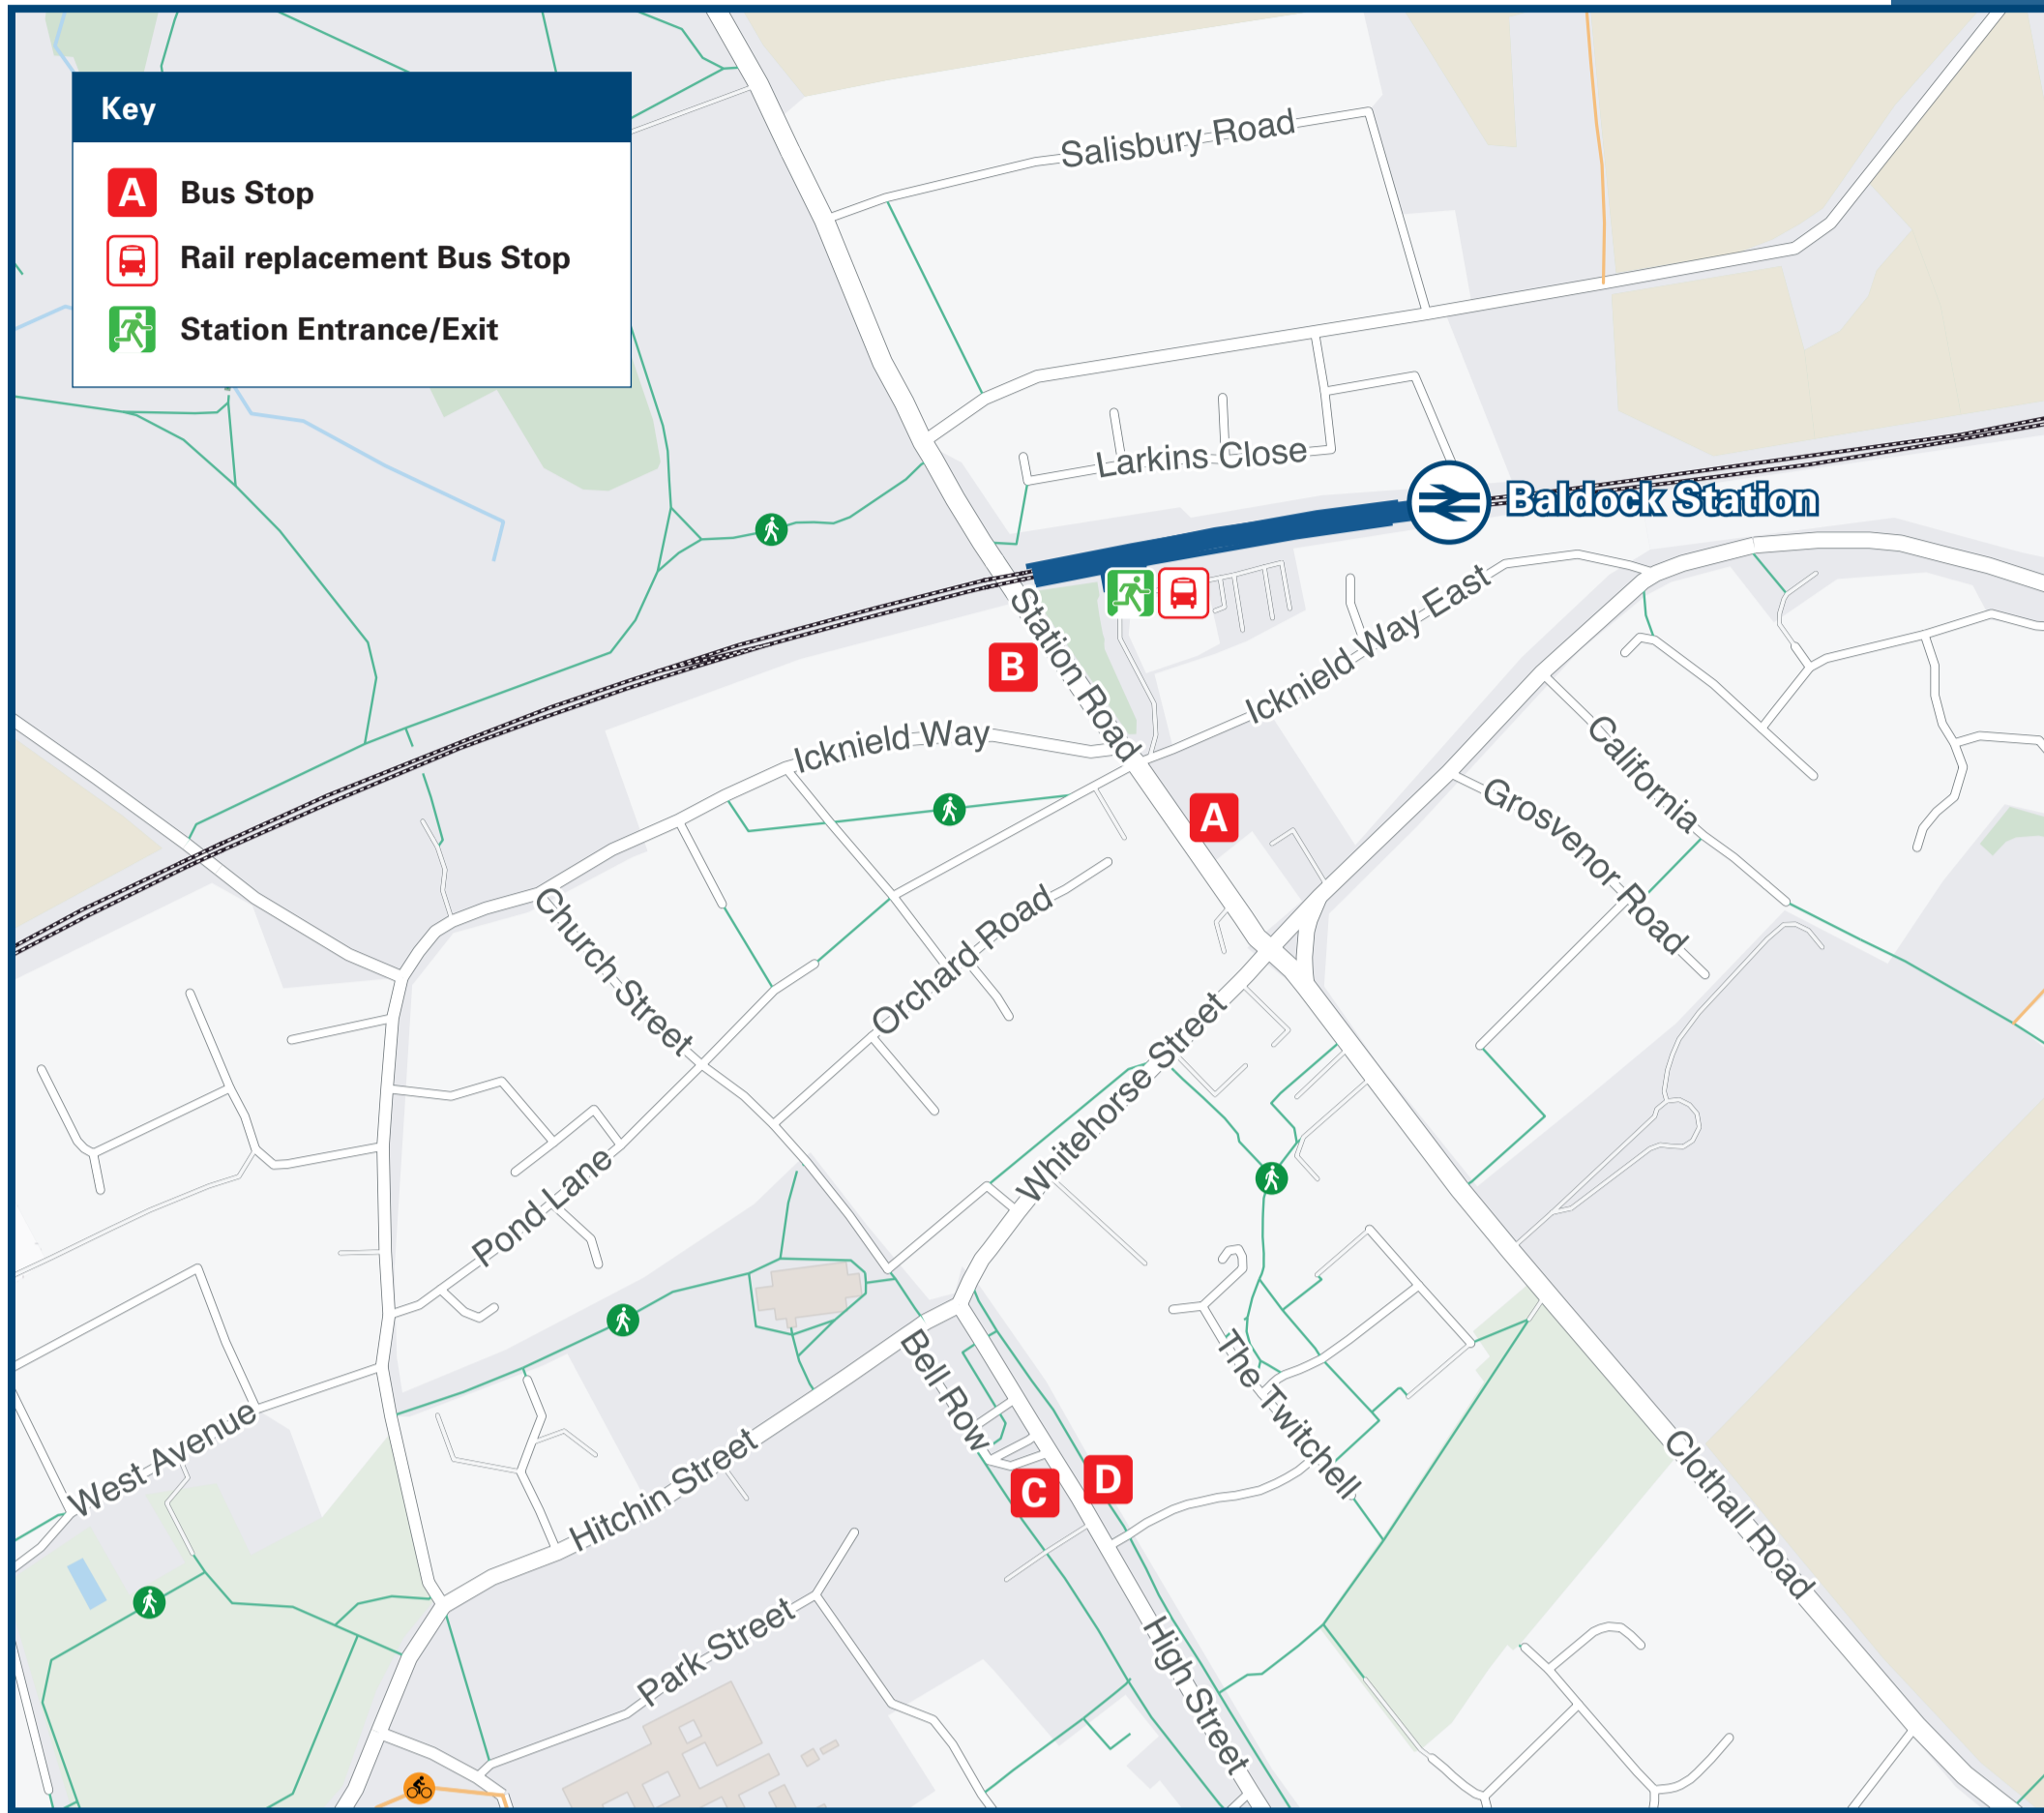 Key
A Bus Stop
Rail replacement Bus Stop
Station Entrance/Exit
Salisbury Road
Larkins Close
Baldock Station
Station Road
B
Icknield Way East
Icknield Way
California
Grosvenor Road
A
Church Street
Orchard Road
Whitehorse Street
Pond Lane
The Twitchell
Bell Row
West Avenue
Hitchin Street
C
D
Clothall Road
Park Street
High Street